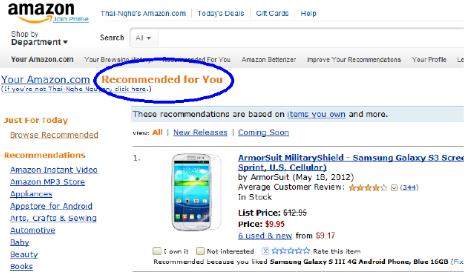 amazon
Join Prime
Thai-Nghe's Amazon.com
Today's Deals
Gift Cards
Help
Shop by
Department
Search
All
Your Amazon.com
Your Browsing History
Recommended For You
Amazon Betterizer
Improve Your Recommendations
Your Profile
Your Amazon.com
Recommended for You
(If you're not Thai-Nghe Nguyen, click here.)
Just For Today
Browse Recommended
Recommendations
Amazon Instant Video
Amazon MP3 Store
Appliances
Appstore for Android
Arts, Crafts & Sewing
Automotive
Baby
Beauty
Books
These recommendations are based on items you own and more.
view: All | New Releases | Coming Soon
1.
ArmorSuit MilitaryShield - Samsung Galaxy S3 Scree
Sprint, U.S. Cellular)
by ArmorSuit (May 18, 2012)
Average Customer Review: (344)
In Stock
List Price: $42.95
Price: $9.95
6 used & new from $9.17
I own it
Not interested
Rate this item
Recommended because you liked Samsung Galaxy S III 4G Android Phone, Blue 16GB